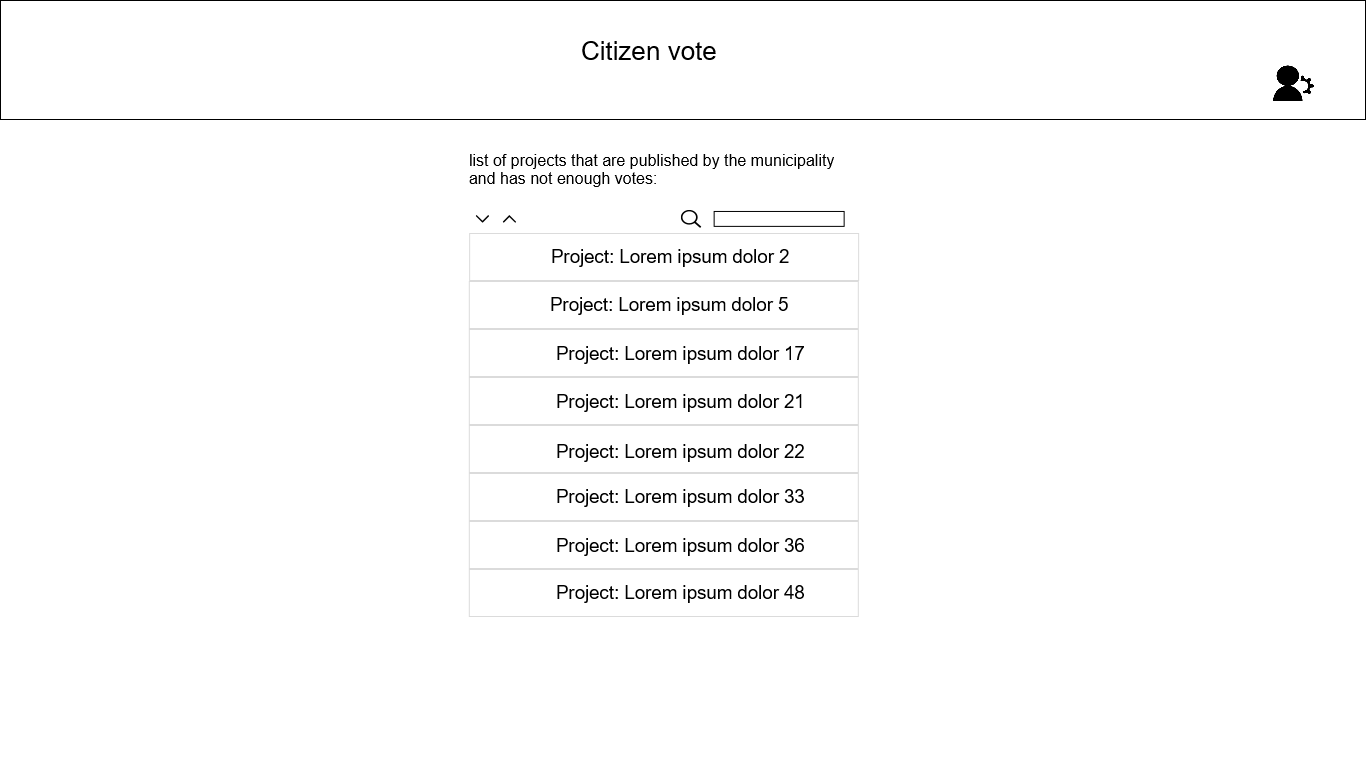 Citizen vote
list of projects that are published by the municipality
and has not enough votes:
Project: Lorem ipsum dolor 2
Project: Lorem ipsum dolor 5
Project: Lorem ipsum dolor 17
Project: Lorem ipsum dolor 21
Project: Lorem ipsum dolor 22
Project: Lorem ipsum dolor 33
Project: Lorem ipsum dolor 36
Project: Lorem ipsum dolor 48